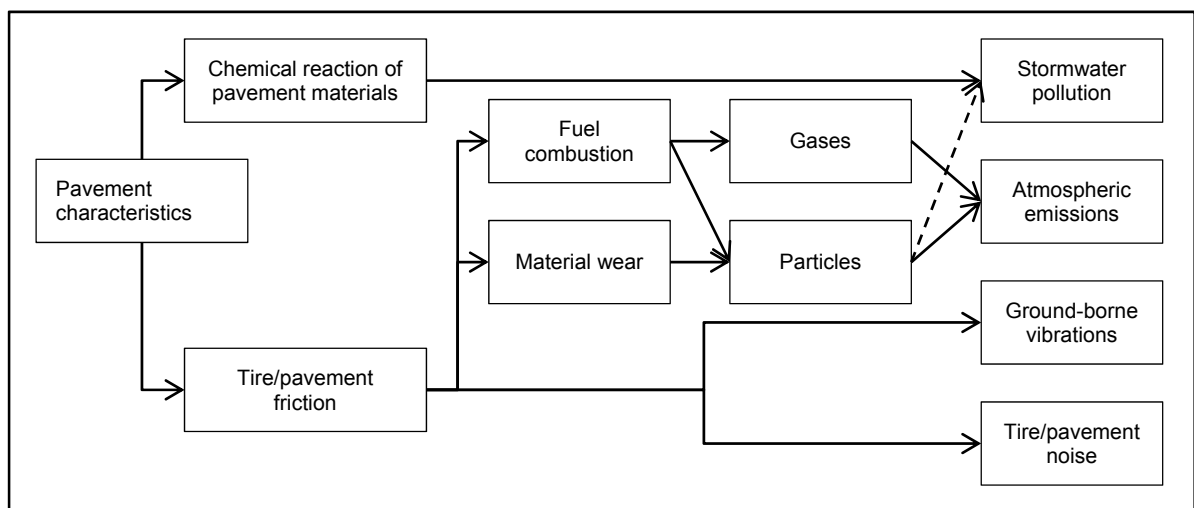 Chemical reaction of
pavement materials
Stormwater
pollution
Fuel
combustion
Gases
Pavement
characteristics
Atmospheric
emissions
Material wear
Particles
Ground-borne
vibrations
Tire/pavement
friction
Tire/pavement
noise